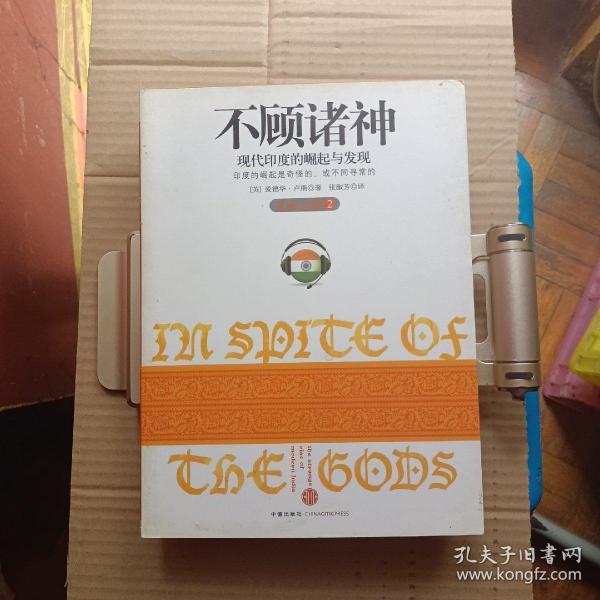 不顾诸神
现代印度的崛起与发现
印度的崛起是奇怪的，或不同寻常的
[英] 爱德华·卢斯◎著 张淑芳◎译
2
IN SPITE OF
THE GODS
the strange
rise of
modern India
中信出版社·CHINACITICPRESS
孔夫子旧书网
www.kongfz.com